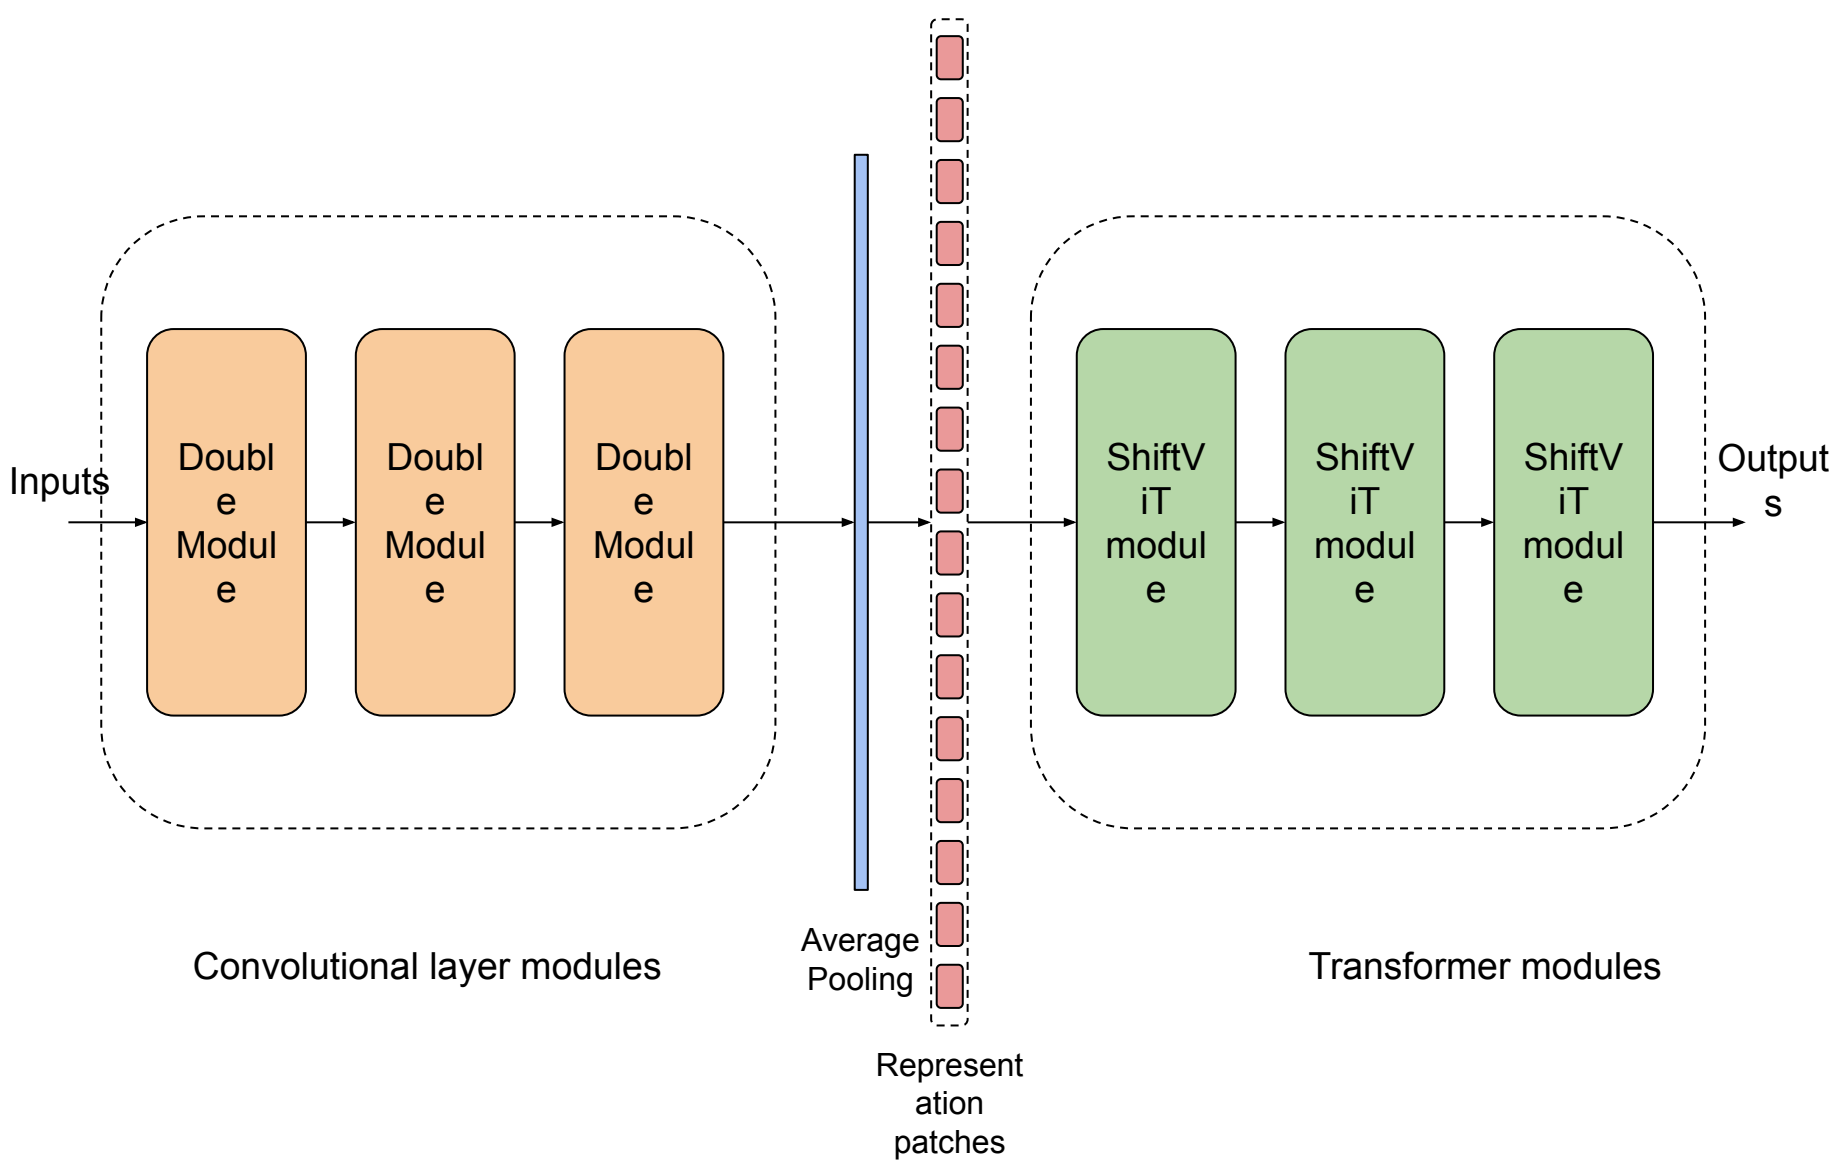 Inputs
Doubl
e
Modul
e
Doubl
e
Modul
e
Doubl
e
Modul
e
ShiftV
iT
modul
e
ShiftV
iT
modul
e
ShiftV
iT
modul
e
Output
s
Convolutional layer modules
Average
Pooling
Represent
ation
patches
Transformer modules